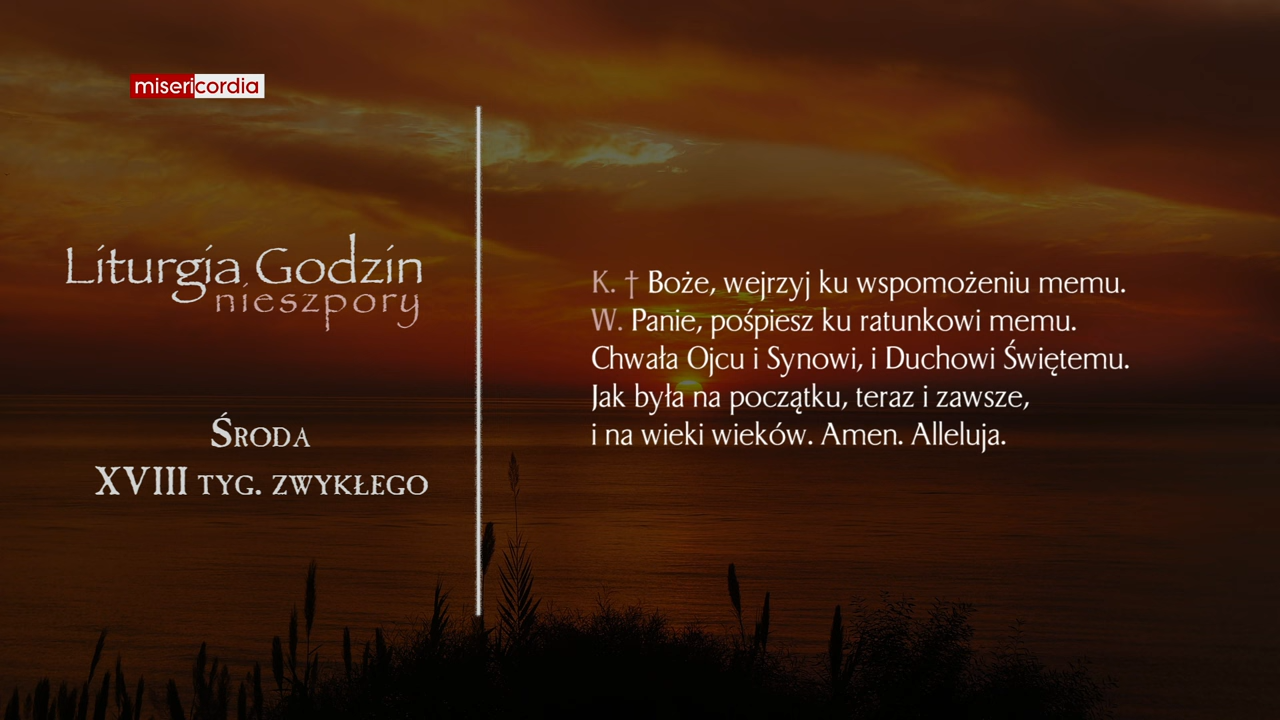 misericordia
Liturgia Godzin
nieszpory
Środa
XVIII tyg. zwykłego
K. † Boże, wejrzyj ku wspomożeniu memu.
W. Panie, pośpiesz ku ratunkowi memu.
Chwała Ojcu i Synowi, i Duchowi Świętemu.
Jak była na początku, teraz i zawsze,
i na wieki wieków. Amen. Alleluja.